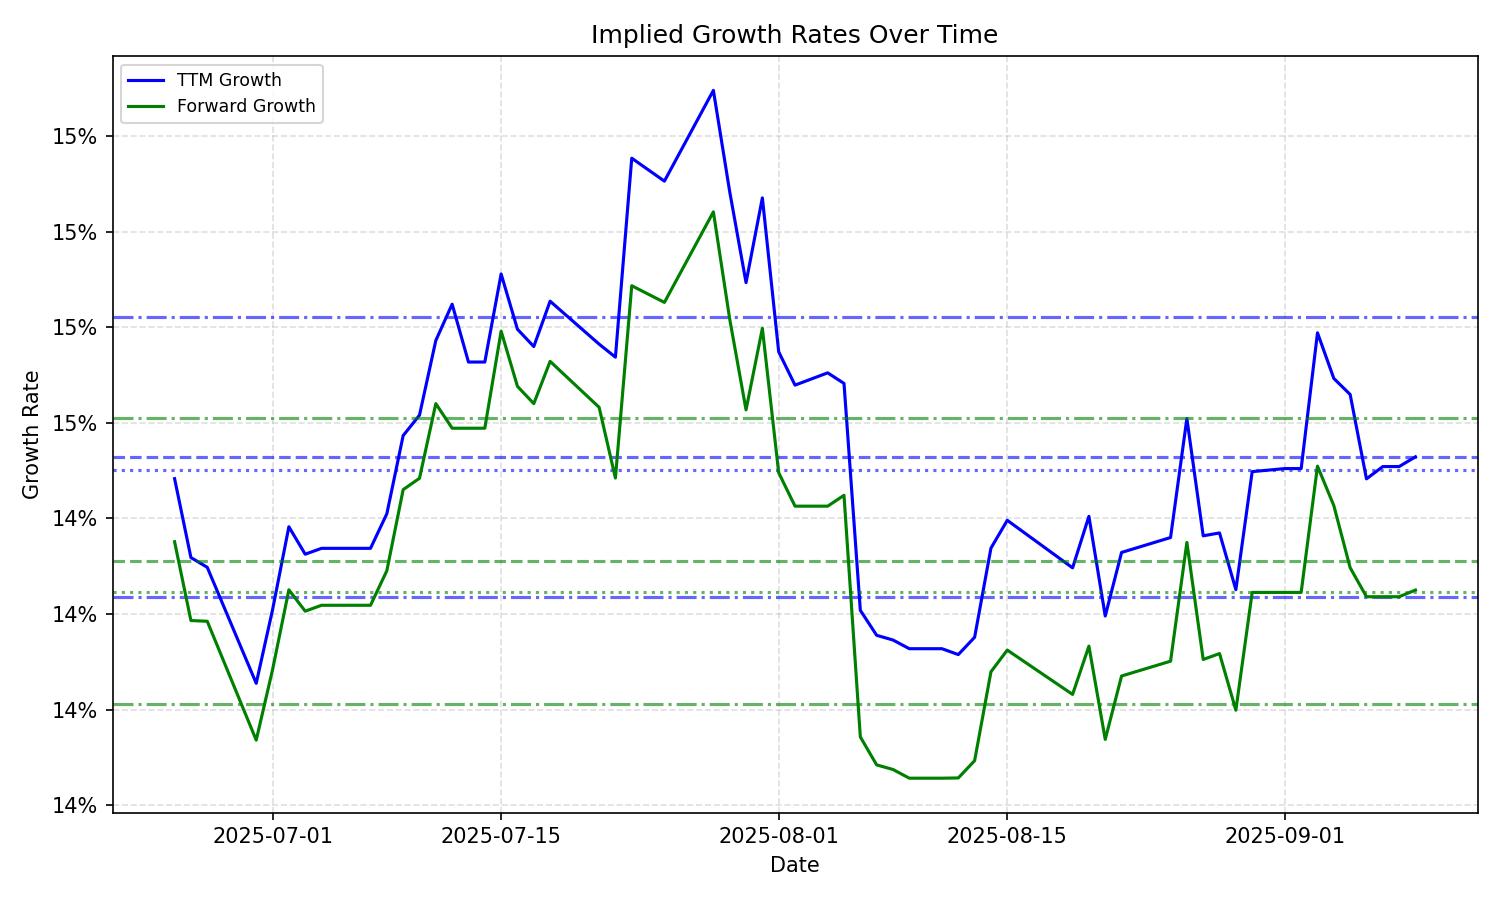 Implied Growth Rates Over Time
TTM Growth
Forward Growth
15%
15%
15%
15%
14%
14%
14%
14%
Growth Rate
2025-07-01
2025-07-15
2025-08-01
2025-08-15
2025-09-01
Date